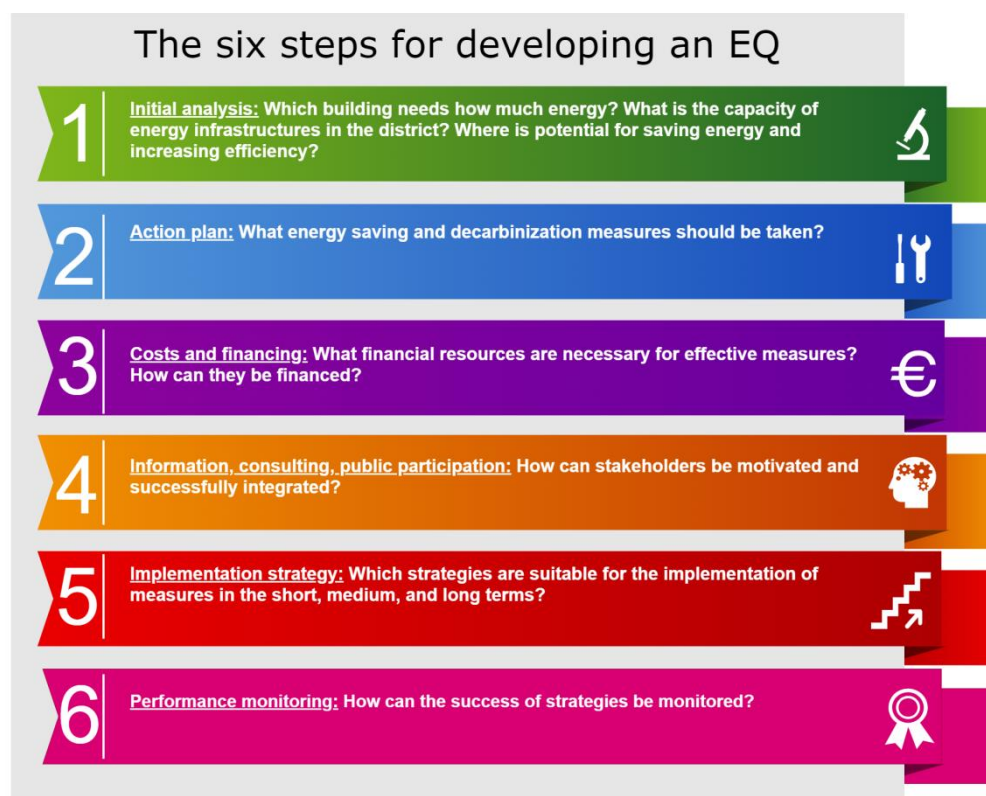 The six steps for developing an EQ
1
Initial analysis: Which building needs how much energy? What is the capacity of
energy infrastructures in the district? Where is potential for saving energy and
increasing efficiency?
2
Action plan: What energy saving and decarbinization measures should be taken?
3
Costs and financing: What financial resources are necessary for effective measures?
How can they be financed?
€
4
Information, consulting, public participation: How can stakeholders be motivated and
successfully integrated?
5
Implementation strategy: Which strategies are suitable for the implementation of
measures in the short, medium, and long terms?
6
Performance monitoring: How can the success of strategies be monitored?